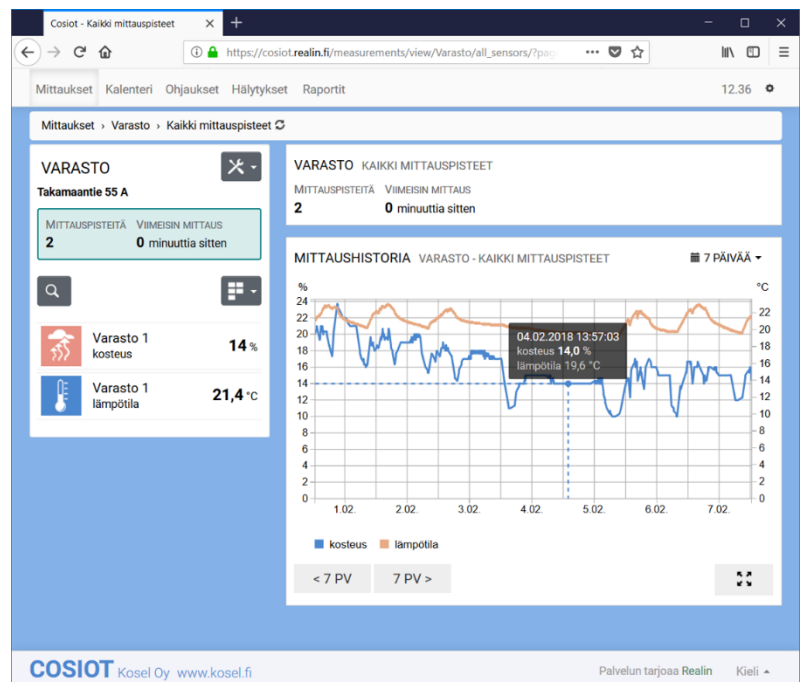 Cosiot - Kaikki mittauspisteet
https://cosiot.realin.fi/measurements/view/Varasto/all_sensors/?pag
Mittaukset Kalenteri Ohjaukset Hälytykset Raportit 12.36
Mittaukset › Varasto › Kaikki mittauspisteet
VARASTO
Takamaantie 55 A
MITTAUSPISTEITÄ VIIMEISIN MITTAUS
2 0 minuuttia sitten
Varasto 1
kosteus
14 %
Varasto 1
lämpötila
21,4 °C
VARASTO KAIKKI MITTAUSPISTEET
MITTAUSPISTEITÄ VIIMEISIN MITTAUS
2 0 minuuttia sitten
MITTAUSHISTORIA VARASTO - KAIKKI MITTAUSPISTEET 7 PÄIVÄÄ
% °C
24
22 22
20 20
18 18
16 16
14 14
12 12
10 10
8 8
6 6
4 4
2 2
0 0
04.02.2018 13:57:03
kosteus 14,0 %
lämpötila 19,6 °C
1.02. 2.02. 3.02. 4.02. 5.02. 6.02. 7.02.
kosteus lämpötila
< 7 PV 7 PV >
COSIOT Kosel Oy www.kosel.fi Palvelun tarjoaa Realin Kieli